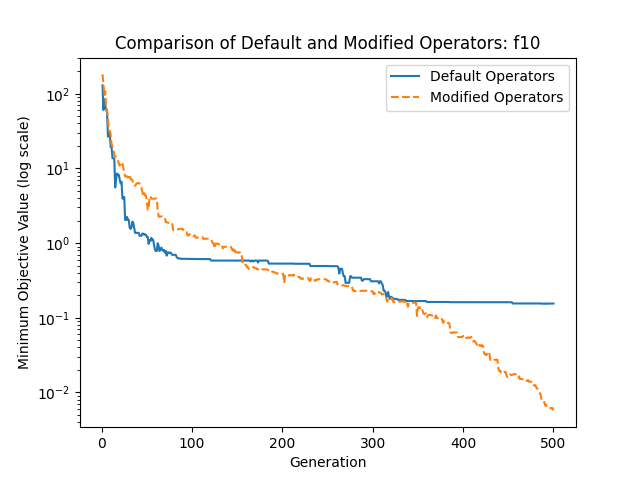 Comparison of Default and Modified Operators: f10
Default Operators
Modified Operators
Minimum Objective Value (log scale)
10²
10¹
10⁰
10⁻¹
10⁻²
0 100 200 300 400 500
Generation